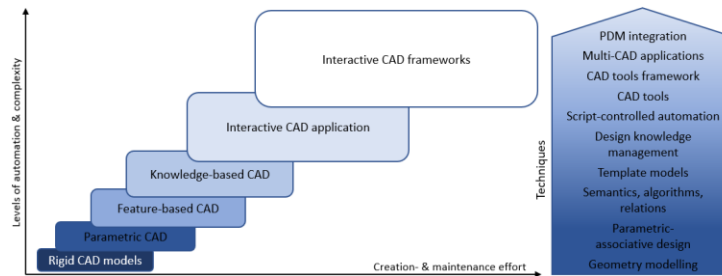 Levels of automation & complexity
Interactive CAD frameworks
Interactive CAD application
Knowledge-based CAD
Feature-based CAD
Parametric CAD
Rigid CAD models
Creation- & maintenance effort
Techniques
PDM integration
Multi-CAD applications
CAD tools framework
CAD tools
Script-controlled automation
Design knowledge
management
Template models
Semantics, algorithms,
relations
Parametric-
associative design
Geometry modelling